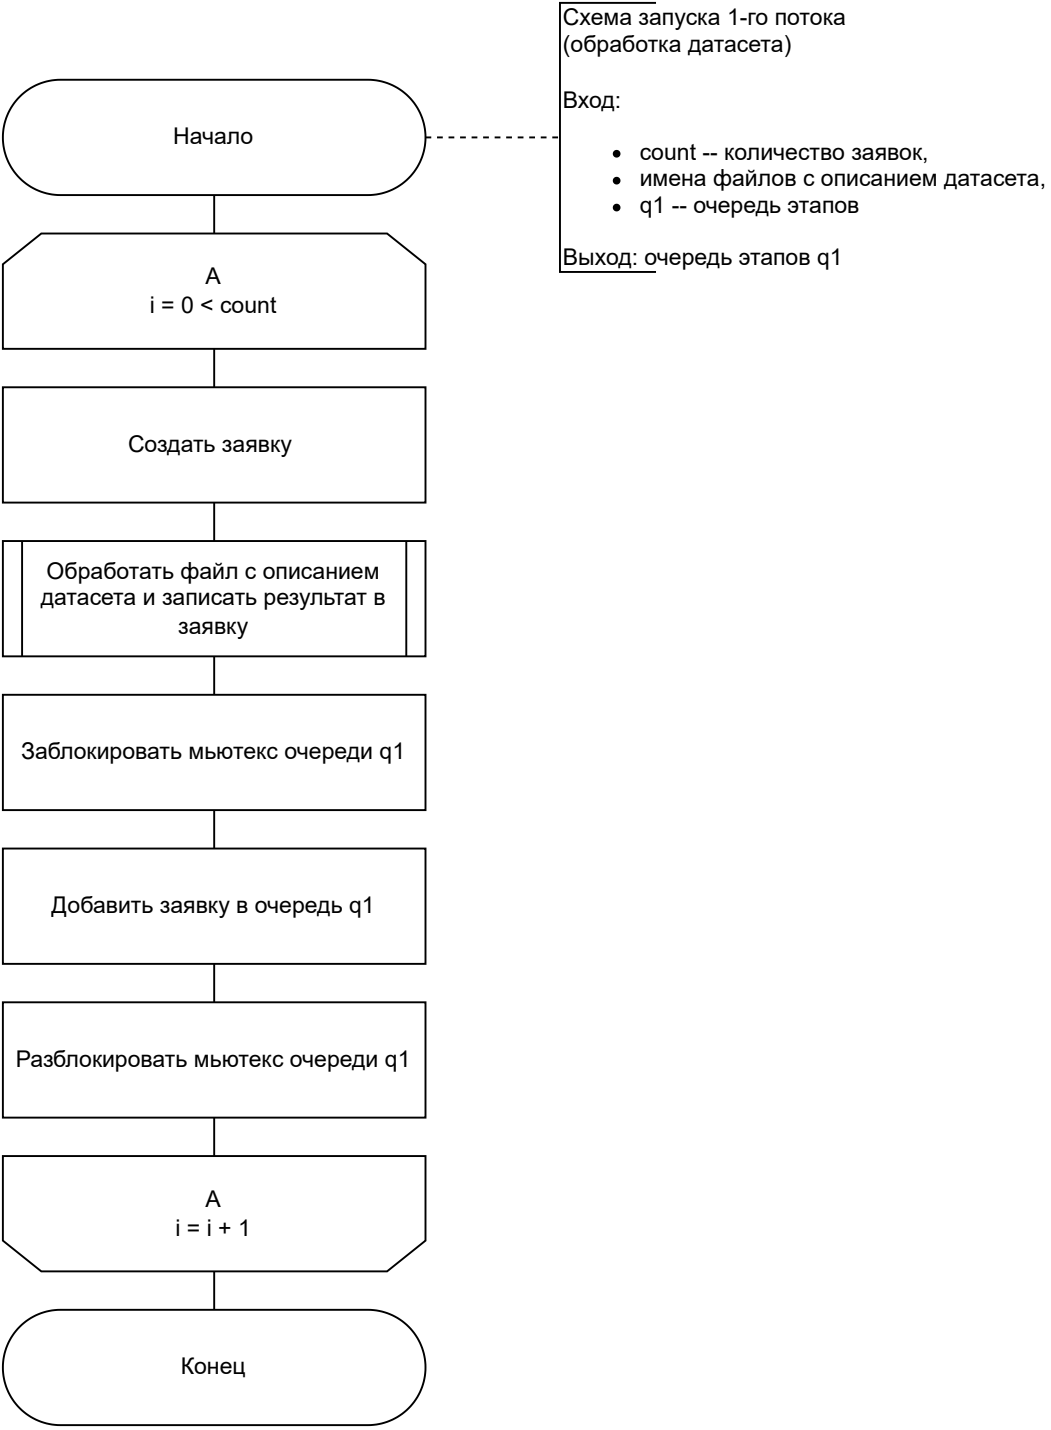 Схема запуска 1-го потока
(обработка датасета)
Вход:
• count -- количество заявок,
• имена файлов с описанием датасета,
• q1 -- очередь этапов
Выход: очередь этапов q1
Начало
А
i = 0 < count
Создать заявку
Обработать файл с описанием
датасета и записать результат в
заявку
Заблокировать мьютекс очереди q1
Добавить заявку в очередь q1
Разблокировать мьютекс очереди q1
А
i = i + 1
Конец